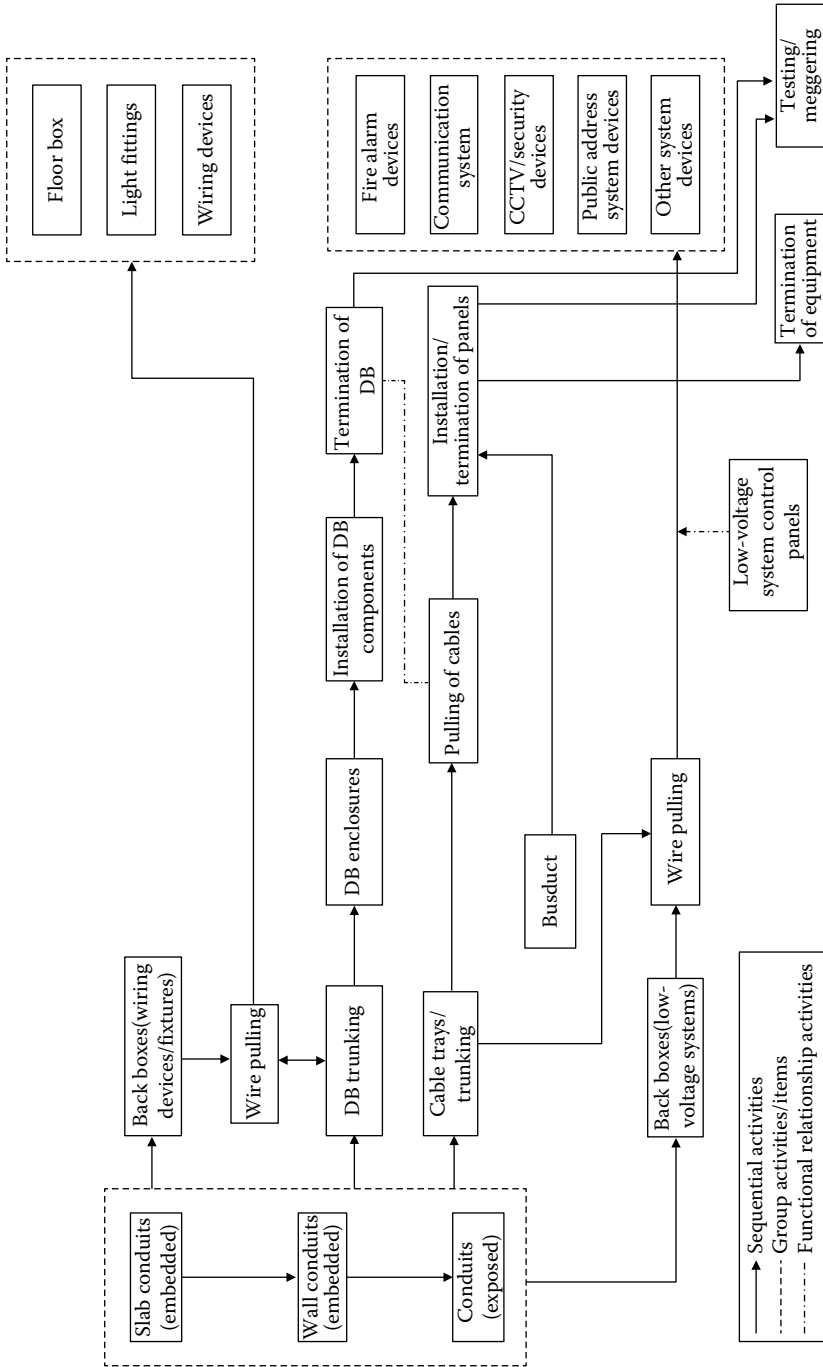 Slab conduits
(embedded)
Wall conduits
(embedded)
Conduits
(exposed)
Back boxes(wiring
devices/fixtures)
Wire pulling
DB trunking
Cable trays/
trunking
Back boxes(low-
voltage systems)
DB enclosures
Busduct
Wire pulling
Installation of DB
components
Pulling of cables
Termination of
DB
Installation/
termination of panels
Low-voltage
system control
panels
Floor box
Light fittings
Wiring devices
Fire alarm
devices
Communication
system
CCTV/security
devices
Public address
system devices
Other system
devices
Termination
of equipment
Testing/
meggering
Sequential activities
Group activities/items
Functional relationship activities